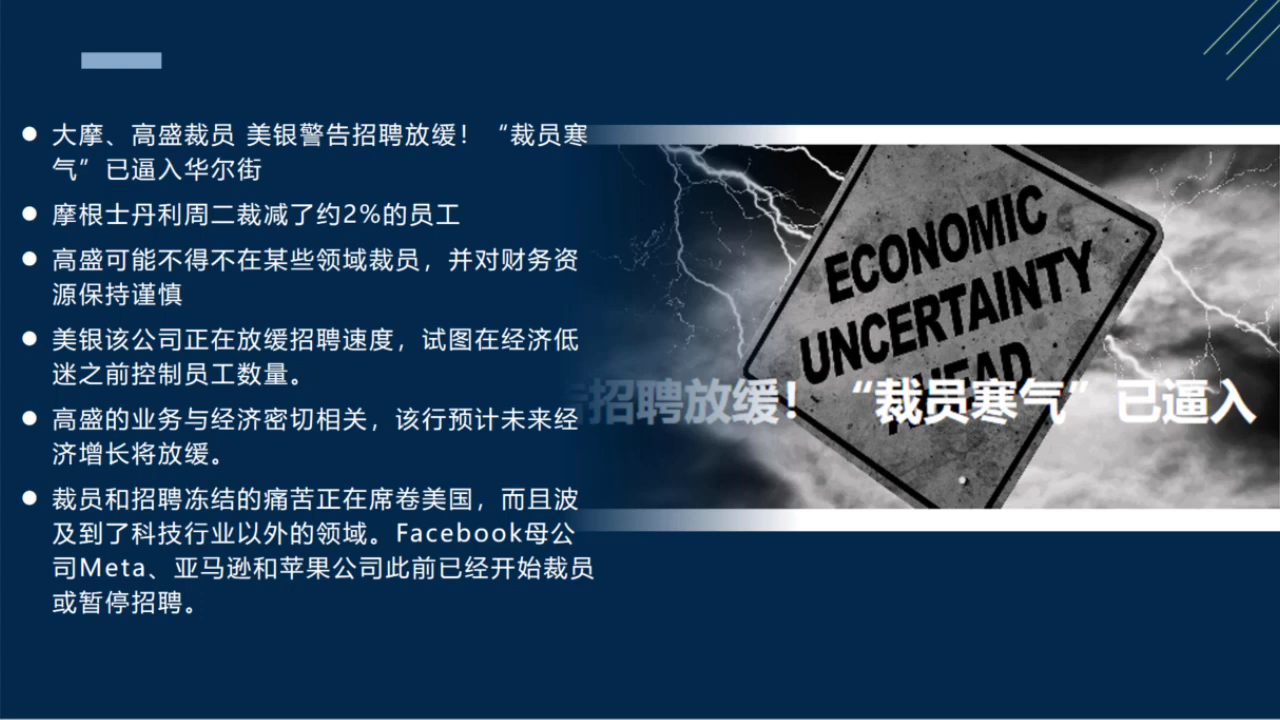 大摩、高盛裁员 美银警告招聘放缓！“裁员寒
气”已逼入华尔街
摩根士丹利周二裁减了约2%的员工
高盛可能不得不在某些领域裁员，并对财务资
源保持谨慎
美银该公司正在放缓招聘速度，试图在经济低
迷之前控制员工数量。
高盛的业务与经济密切相关，该行预计未来经
济增长将放缓。
裁员和招聘冻结的痛苦正在席卷美国，而且波
及到了科技行业以外的领域。Facebook母公
司Meta、亚马逊和苹果公司此前已经开始裁员
或暂停招聘。
ECONOMIC
UNCERTAINTY
AHEAD
招聘放缓！“裁员寒气”已逼入